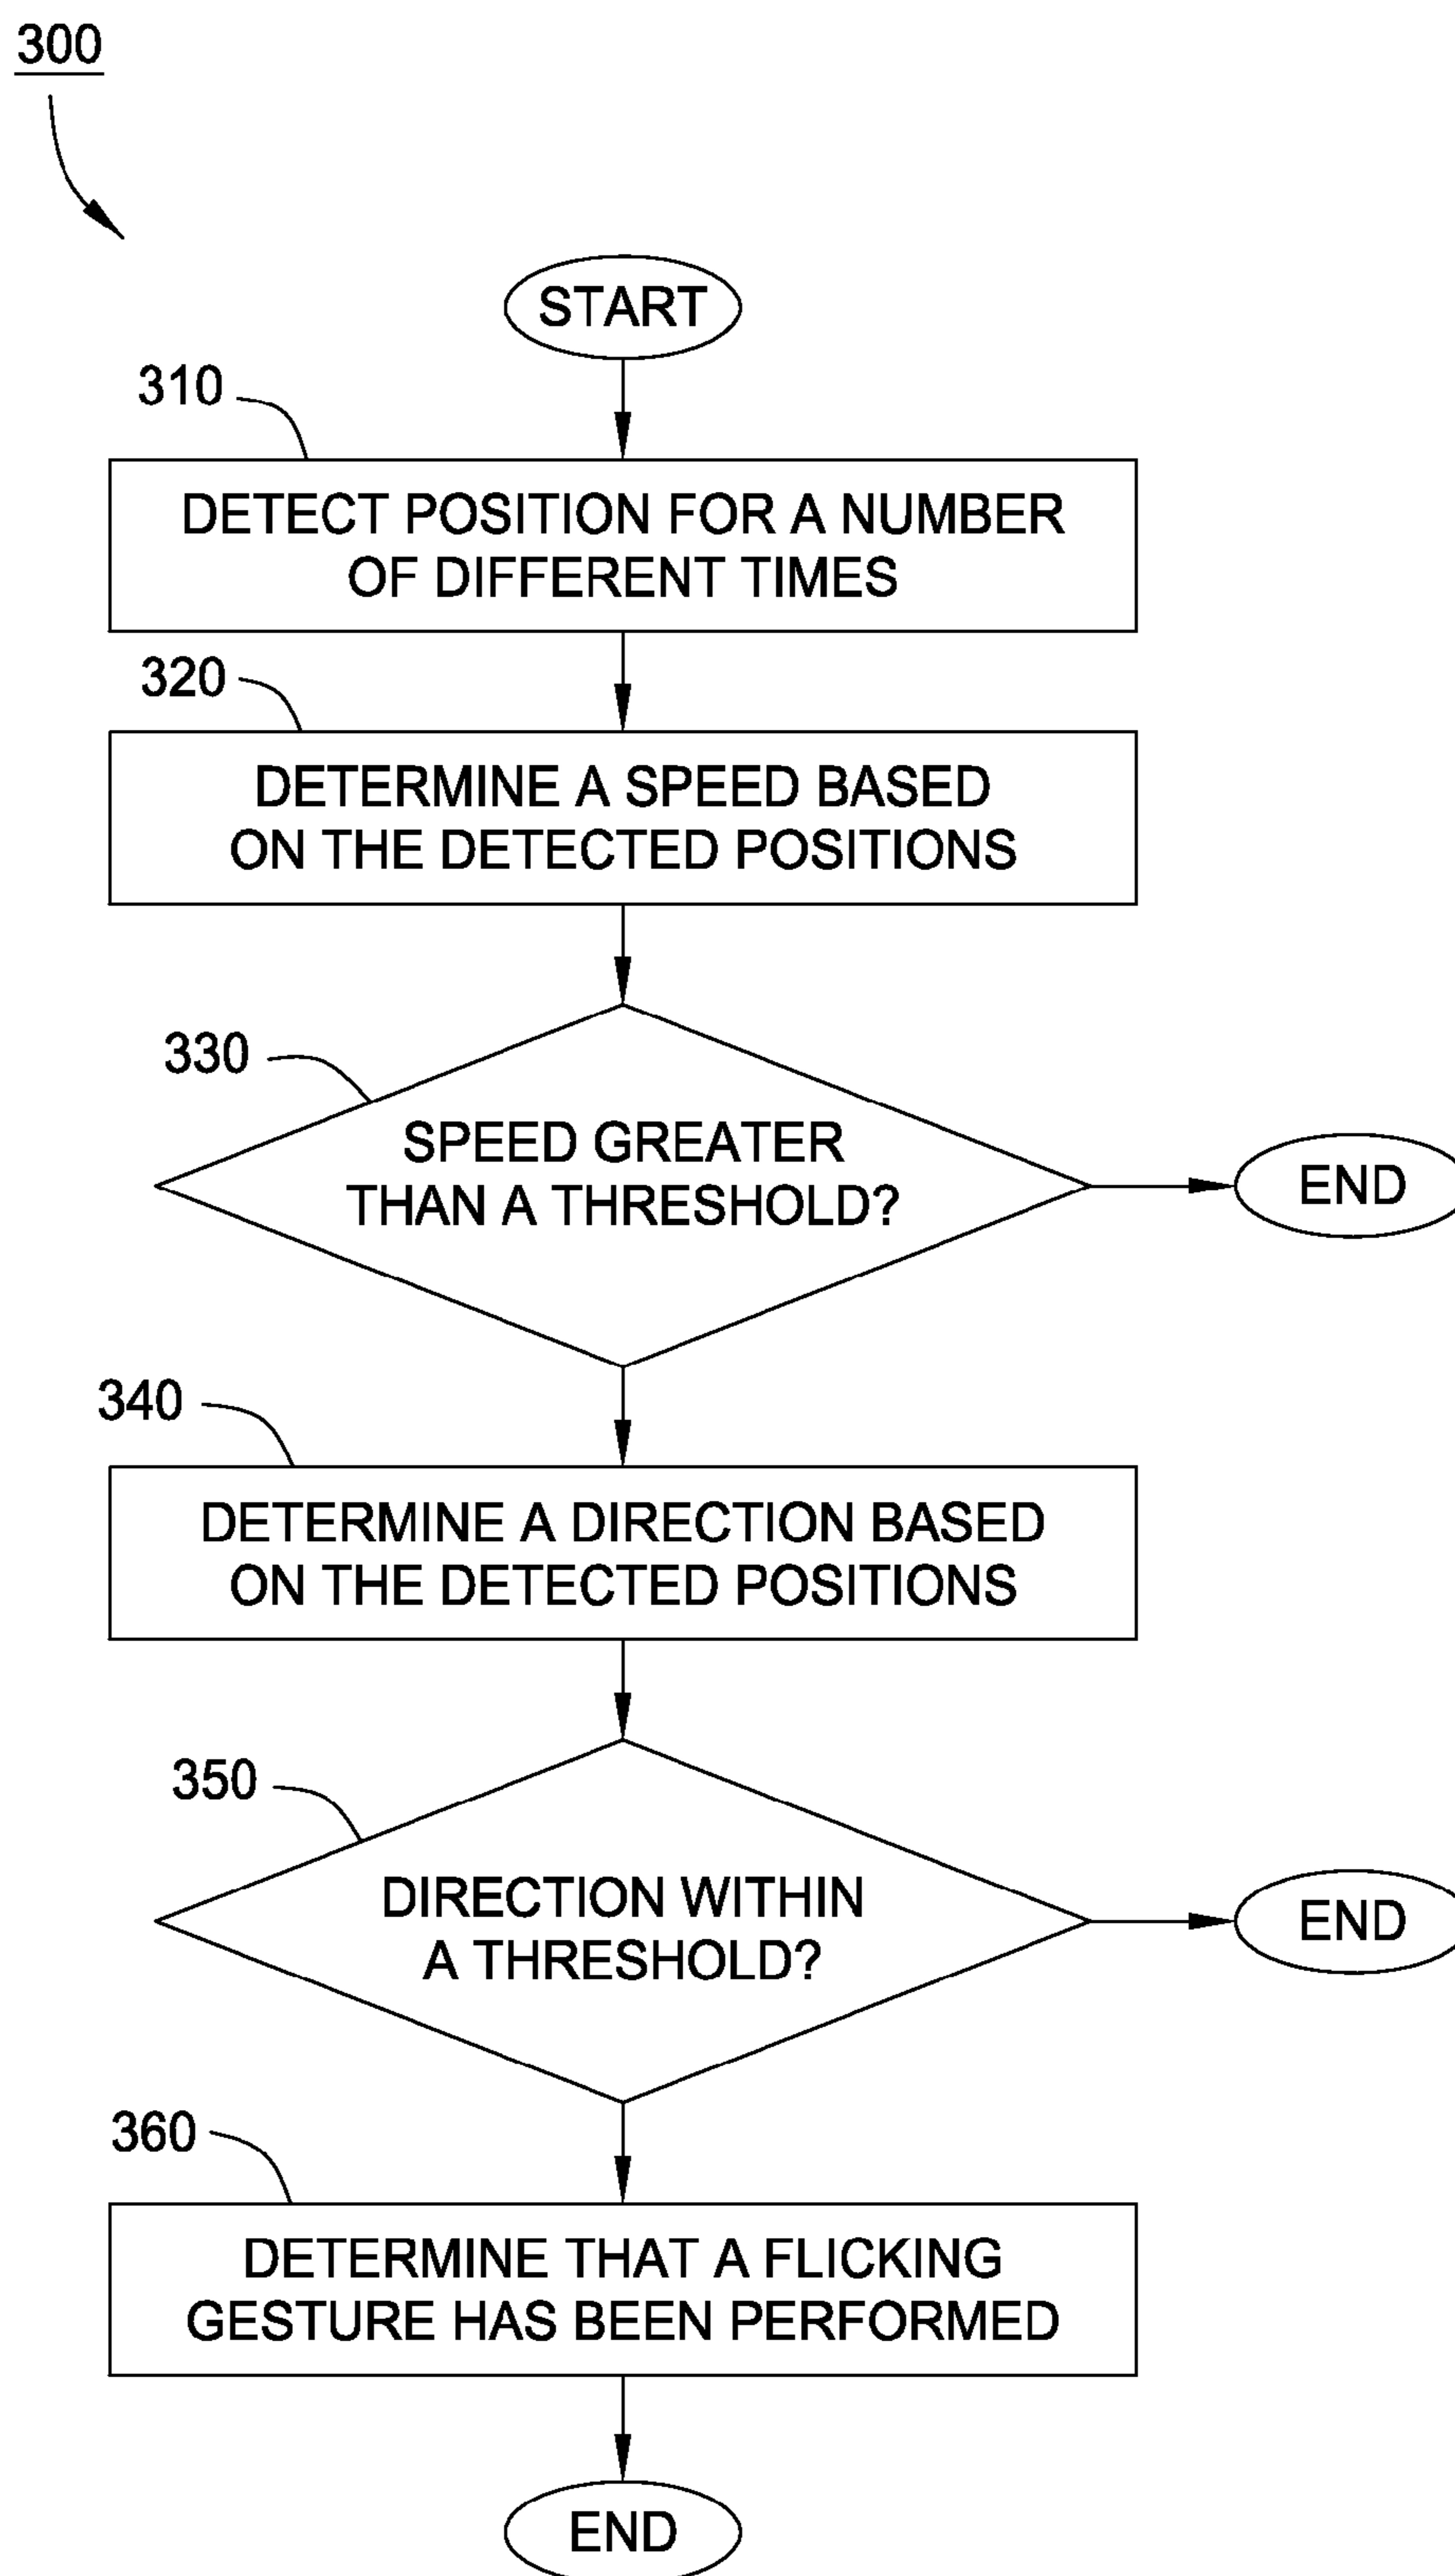 300
START
310
DETECT POSITION FOR A NUMBER
OF DIFFERENT TIMES
320
DETERMINE A SPEED BASED
ON THE DETECTED POSITIONS
330
SPEED GREATER
THAN A THRESHOLD?
END
340
DETERMINE A DIRECTION BASED
ON THE DETECTED POSITIONS
350
DIRECTION WITHIN
A THRESHOLD?
END
360
DETERMINE THAT A FLICKING
GESTURE HAS BEEN PERFORMED
END